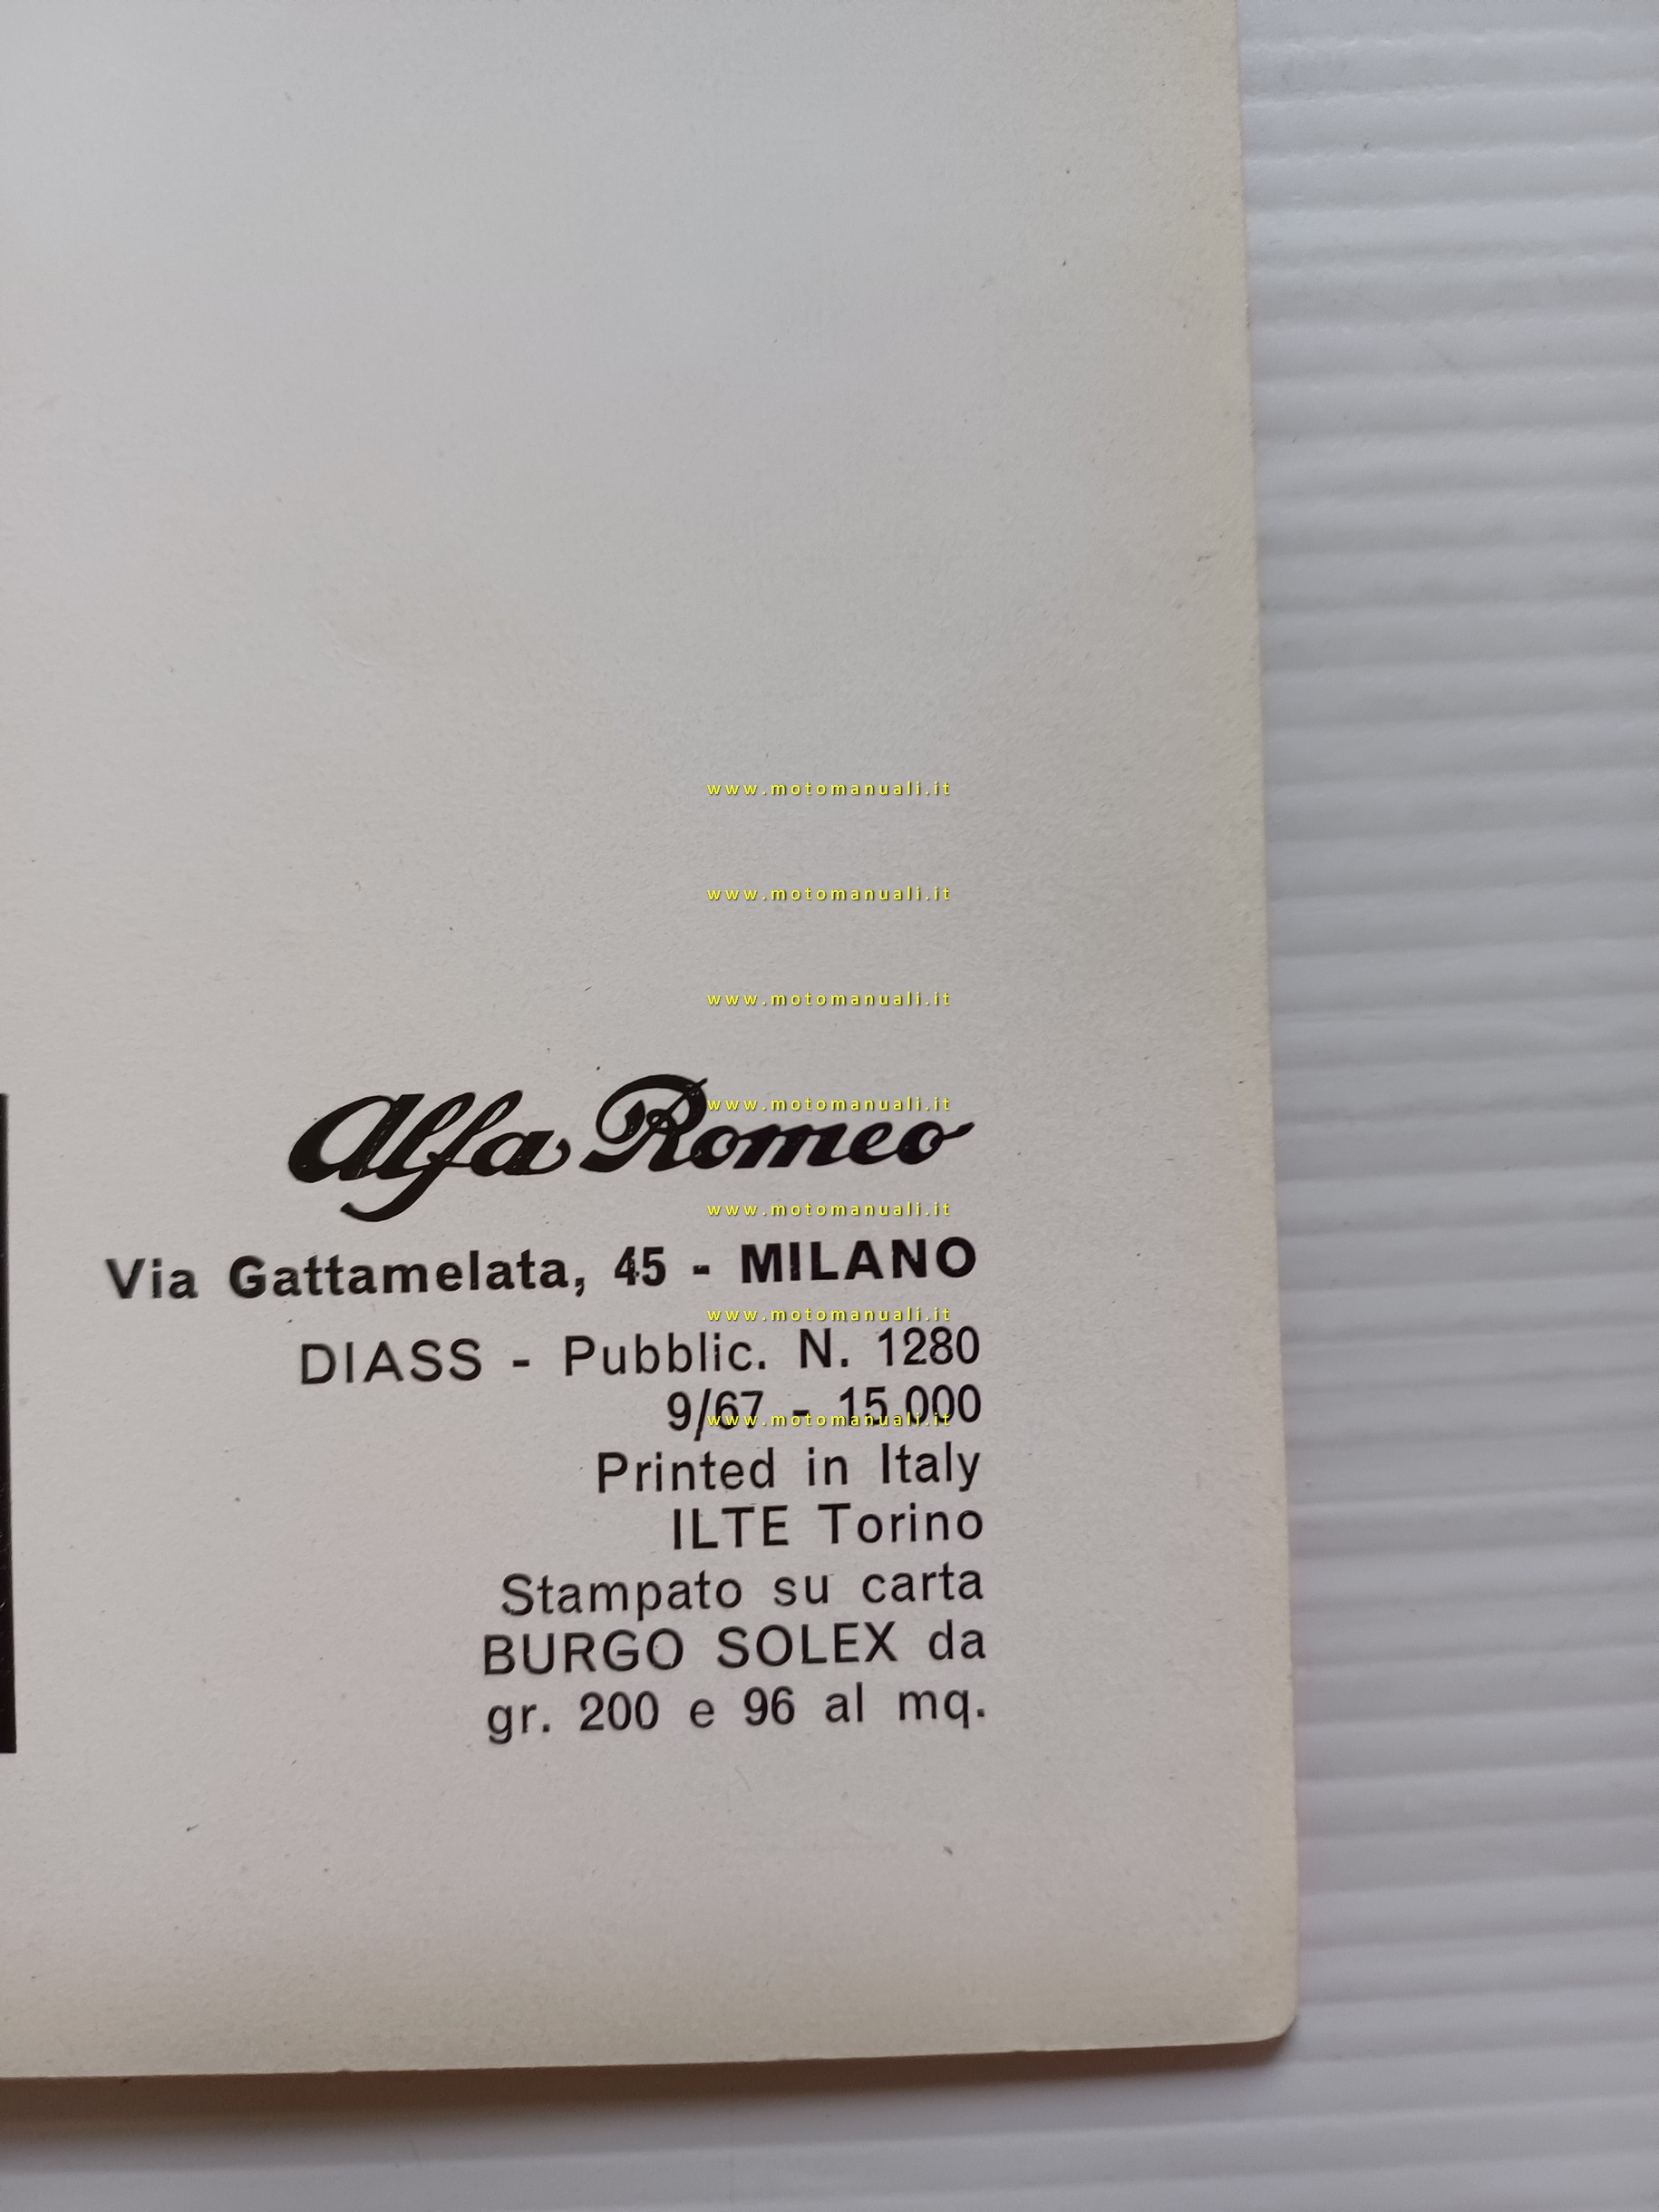 www.motomanuali.it
www.motomanuali.it
www.motomanuali.it
www.motomanuali.it
Alfa Romeo
www.motomanuali.it
Via Gattamelata, 45 - MILANO
www.motomanuali.it
DIASS - Pubblic. N. 1280
9/67 - 15.000
www.motomanuali.it
Printed in Italy
ILTE Torino
Stampato su carta
BURGO SOLEX da
gr. 200 e 96 al mq.